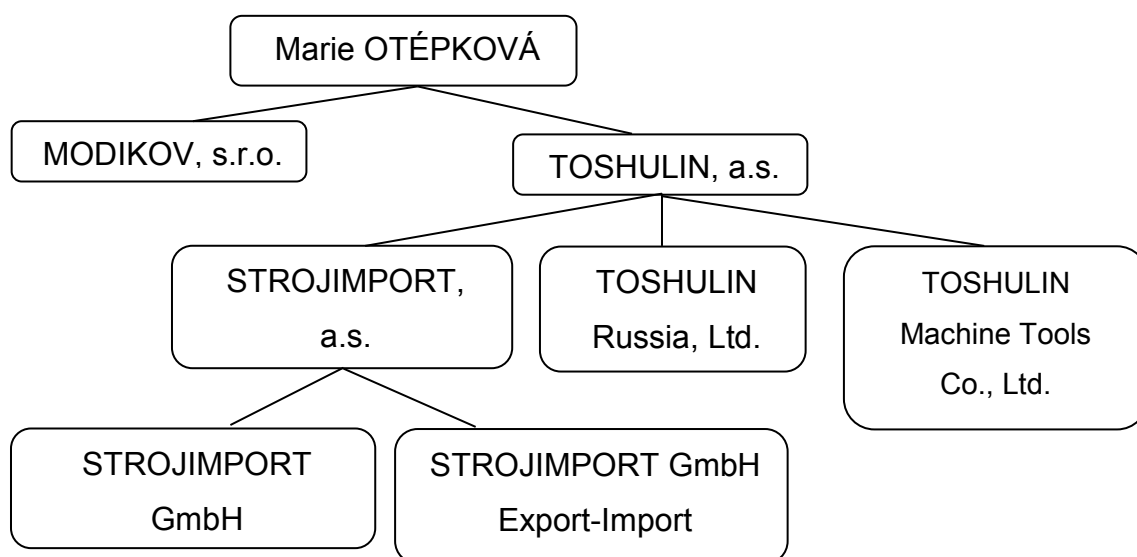 Marie OTÉPKOVÁ
MODIKOV, s.r.o.
TOSHULIN, a.s.
STROJIMPORT,
a.s.
TOSHULIN
Russia, Ltd.
TOSHULIN
Machine Tools
Co., Ltd.
STROJIMPORT
GmbH
STROJIMPORT GmbH
Export-Import